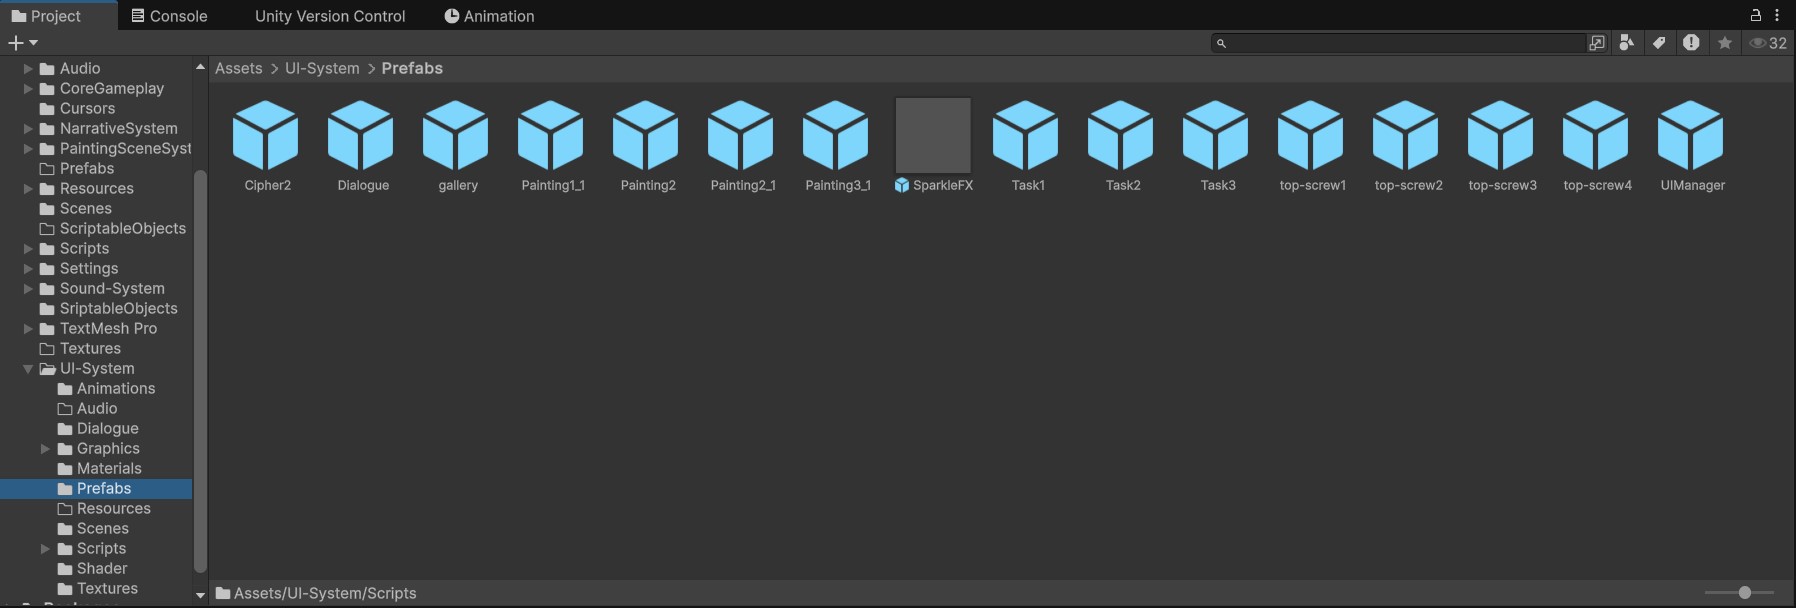 Project
Console
Unity Version Control
Animation
32
Audio
CoreGameplay
Cursors
NarrativeSystem
PaintingSceneSyst
Prefabs
Resources
Scenes
ScriptableObjects
Scripts
Settings
Sound-System
SriptableObjects
TextMesh Pro
Textures
UI-System
Animations
Audio
Dialogue
Graphics
Materials
Prefabs
Resources
Scenes
Scripts
Shader
Textures
Assets > UI-System > Prefabs
Cipher2
Dialogue
gallery
Painting1_1
Painting2
Painting2_1
Painting3_1
SparkleFX
Task1
Task2
Task3
top-screw1
top-screw2
top-screw3
top-screw4
UIManager
Assets/UI-System/Scripts